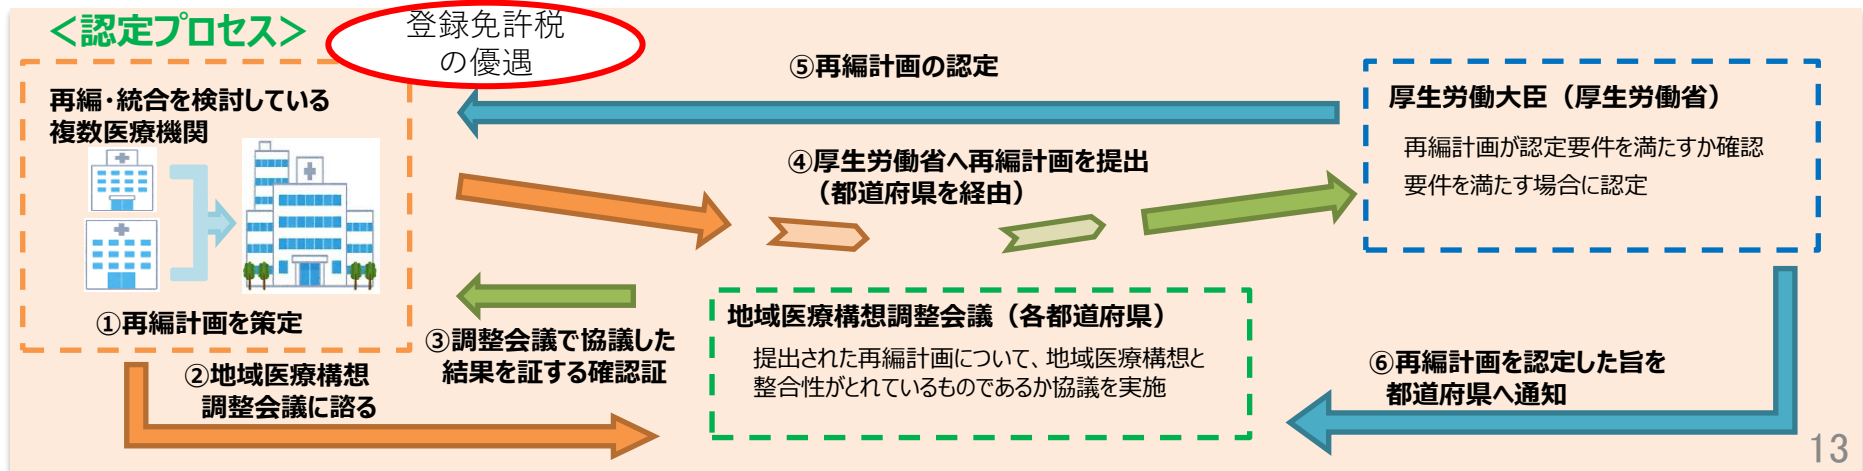 ＜認定プロセス＞
登録免許税
の優遇
再編・統合を検討している
複数医療機関
①再編計画を策定
②地域医療構想
調整会議に諮る
③調整会議で協議した
結果を証する確認証
④厚生労働省へ再編計画を提出
（都道府県を経由）
⑤再編計画の認定
厚生労働大臣（厚生労働省）
再編計画が認定要件を満たすか確認
要件を満たす場合に認定
地域医療構想調整会議（各都道府県）
提出された再編計画について、地域医療構想と
整合性がとれているものであるか協議を実施
⑥再編計画を認定した旨を
都道府県へ通知
13